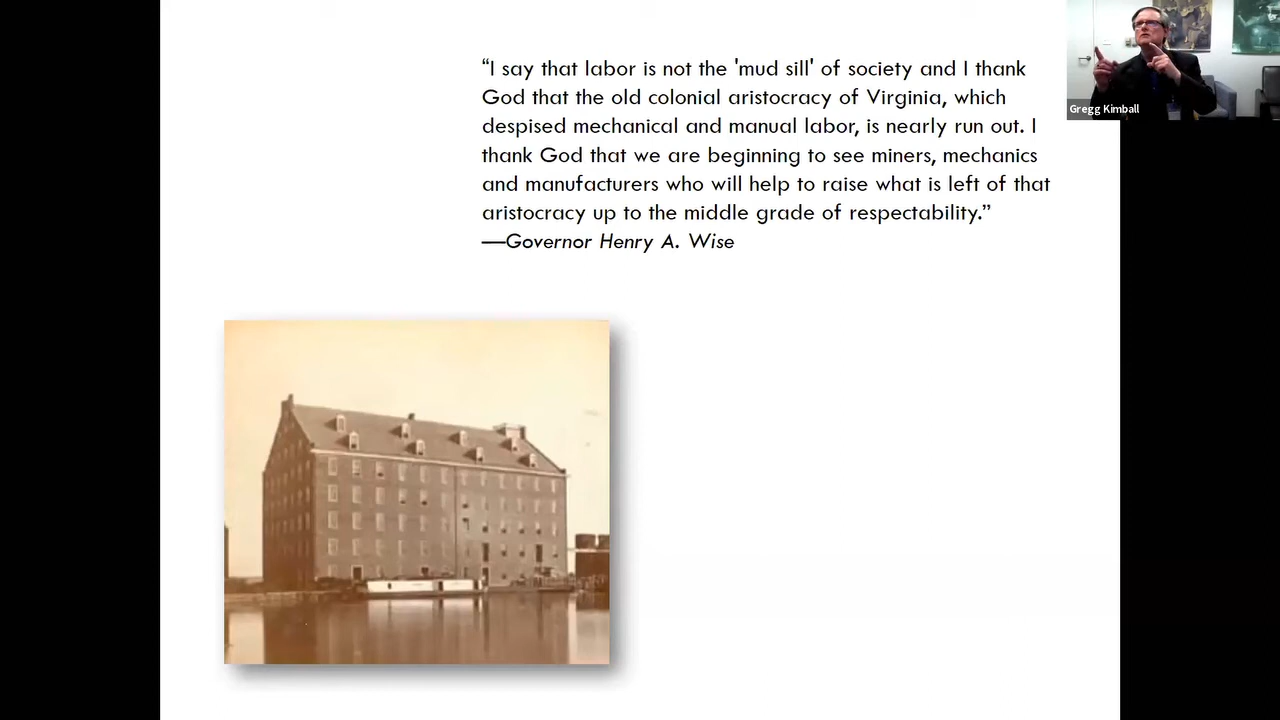 “I say that labor is not the 'mud sill' of society and I thank
God that the old colonial aristocracy of Virginia, which
despised mechanical and manual labor, is nearly run out. I
thank God that we are beginning to see miners, mechanics
and manufacturers who will help to raise what is left of that
aristocracy up to the middle grade of respectability.”
—Governor Henry A. Wise
Gregg Kimball